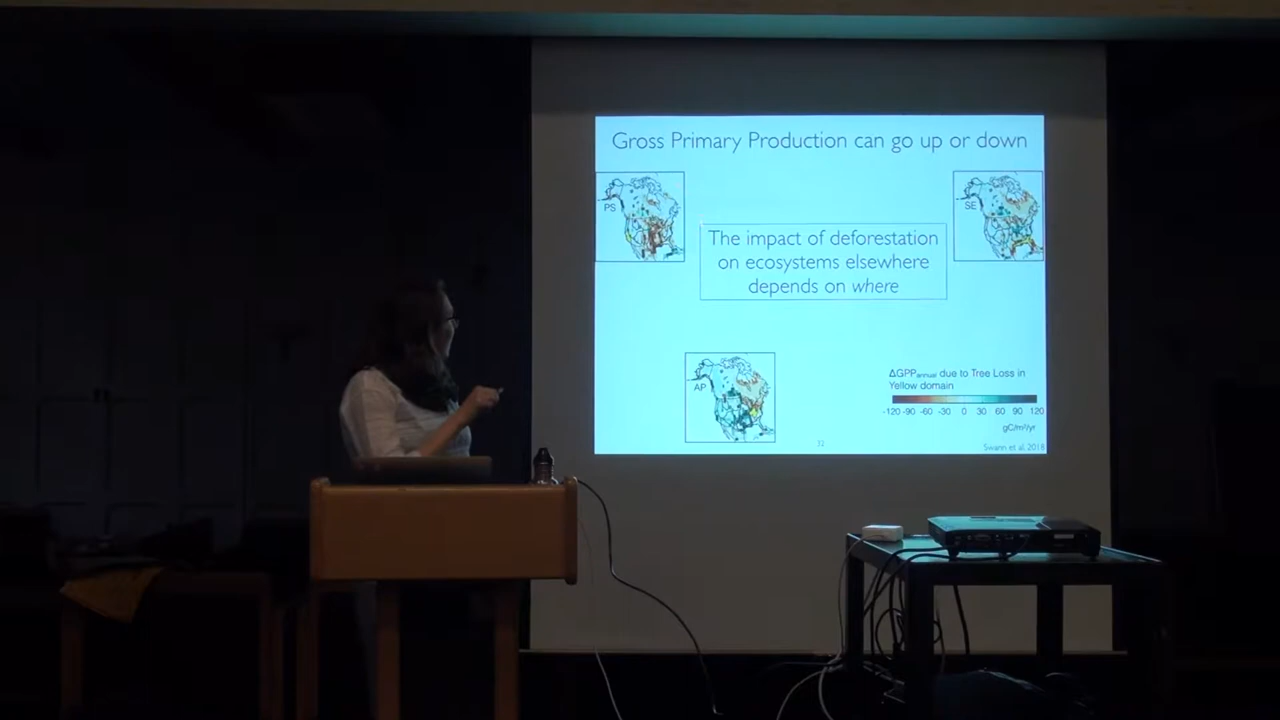 Gross Primary Production can go up or down
PS
SE
The impact of deforestation
on ecosystems elsewhere
depends on where
AP
ΔGPPannual due to Tree Loss in
Yellow domain
-120 -90 -60 -30 0 30 60 90 120
gC/m²/yr
32
Swann et al. 2018